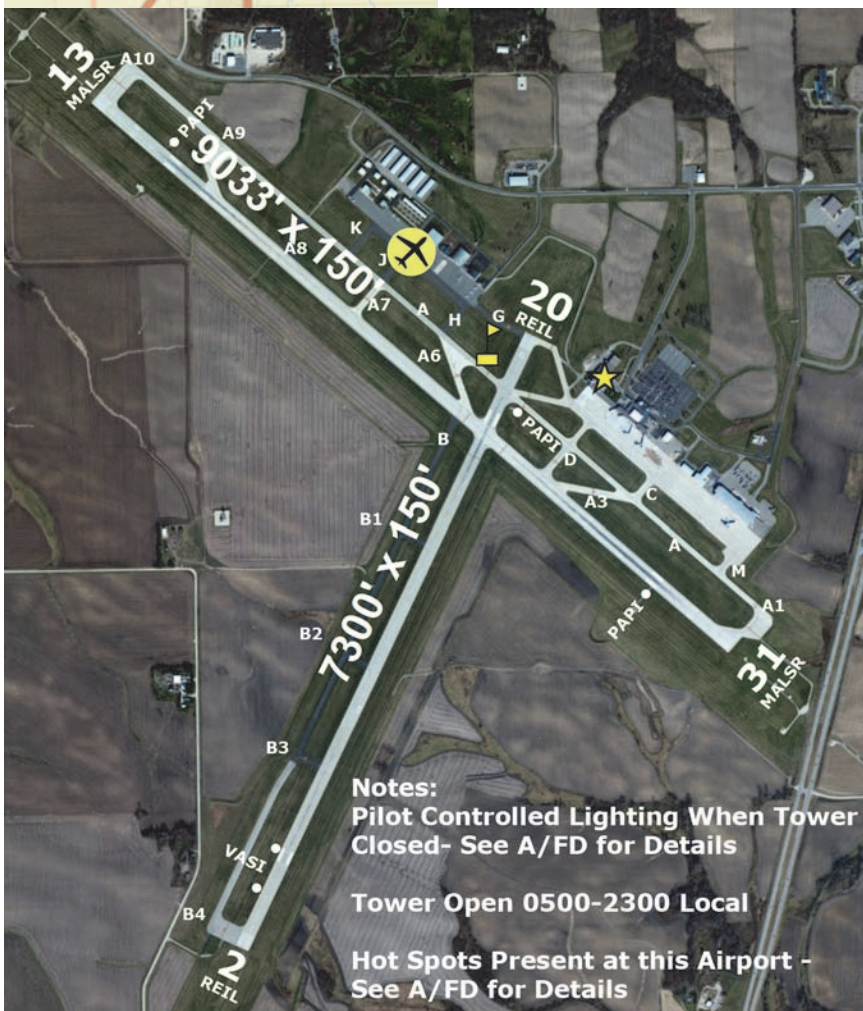 13
MALSR
A10
PAPI
A9
9033' x 150'
A8
K
J
A7
A
H
G
A6
20
REIL
PAPI
B
D
A3
C
A
M
A1
PAPI
31
MALSR
B1
7300' x 150'
B2
B3
VASI
B4
2
REIL
Notes:
Pilot Controlled Lighting When Tower
Closed- See A/FD for Details
Tower Open 0500-2300 Local
Hot Spots Present at this Airport -
See A/FD for Details